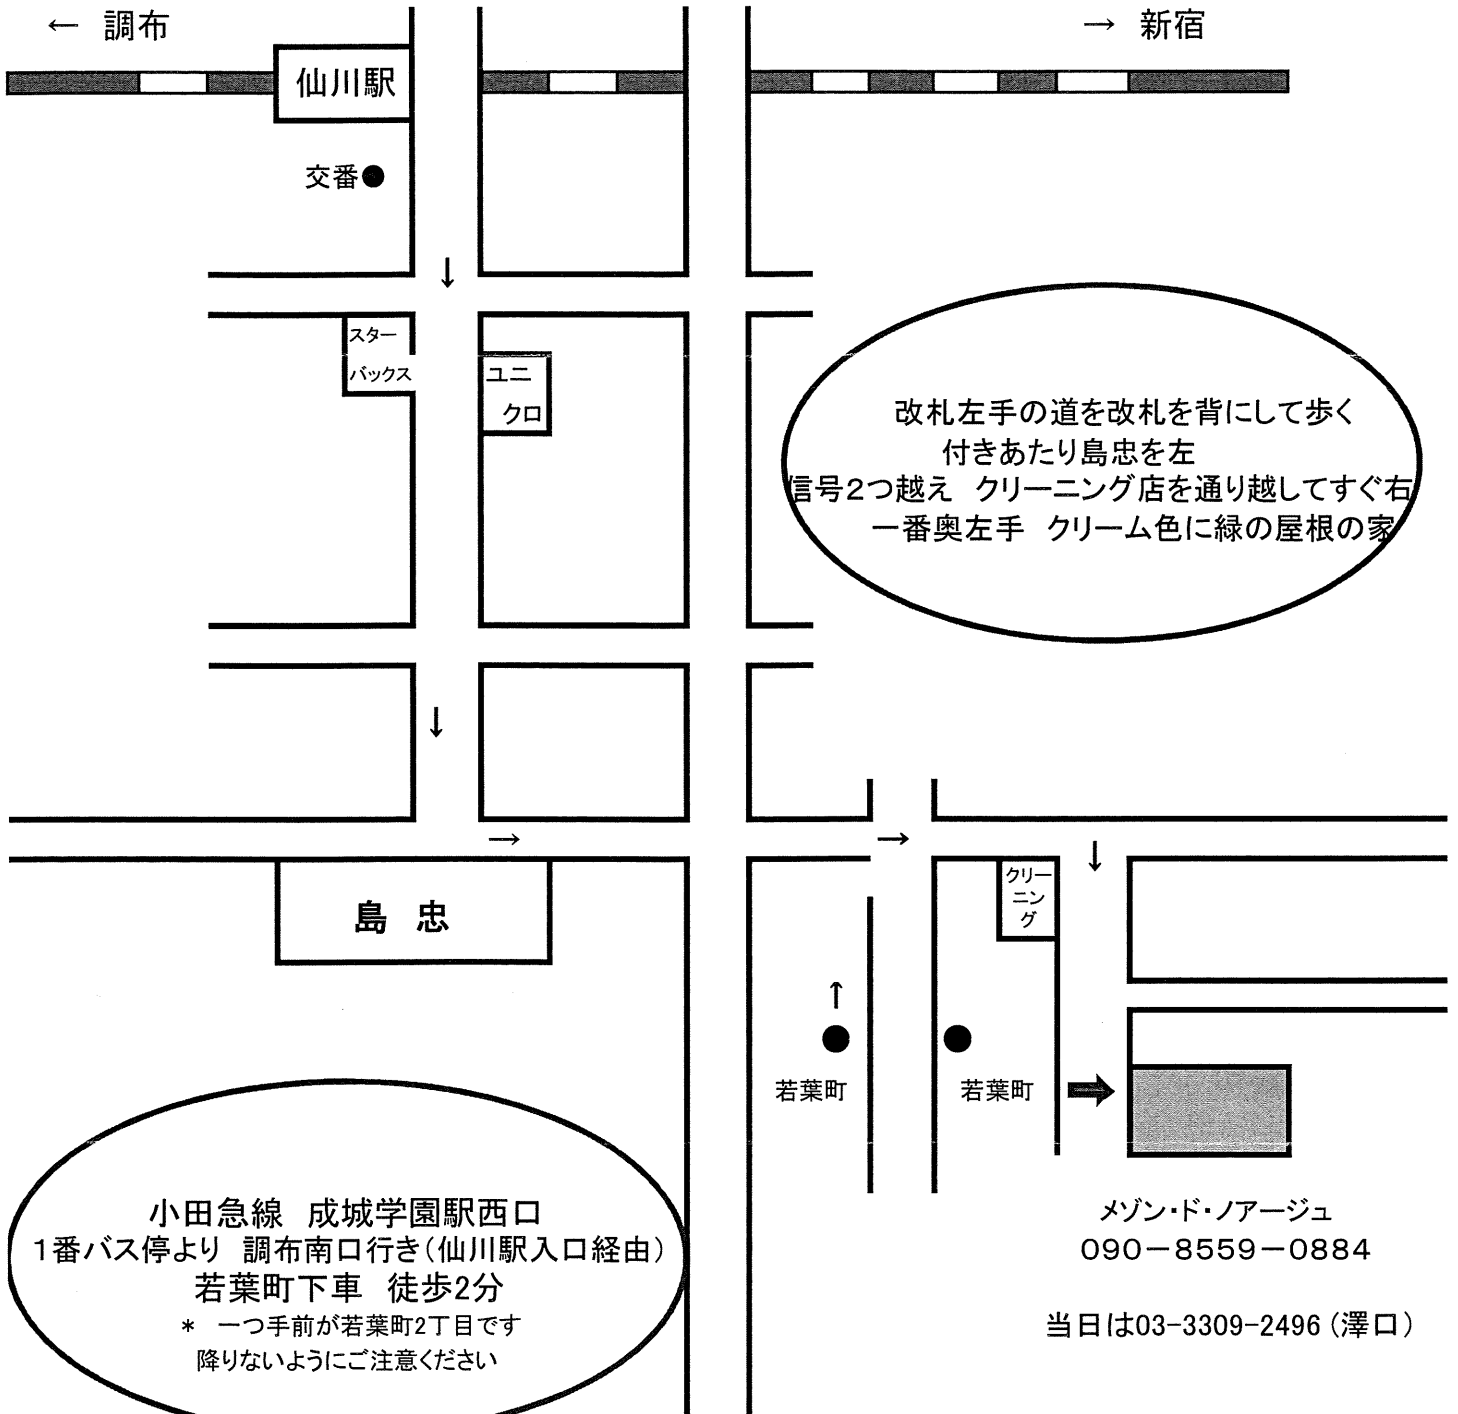 ← 調布
→ 新宿
仙川駅
交番●
↓
スター
バックス
ユニ
クロ
改札左手の道を改札を背にして歩く
付きあたり島忠を左
信号2つ越え クリーニング店を通り越してすぐ右
一番奥左手 クリーム色に緑の屋根の家
↓
→
→
↓
島 忠
クリー
ニン
グ
↑
若葉町
若葉町
小田急線 成城学園駅西口
1番バス停より 調布南口行き(仙川駅入口経由)
若葉町下車 徒歩2分
* 一つ手前が若葉町2丁目です
降りないようにご注意ください
メゾン・ド・ノアージュ
090-8559-0884
当日は03-3309-2496(澤口)